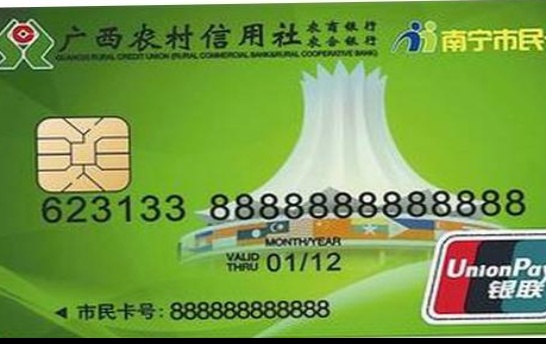 广西农村信用社 农商银行 农合银行
GUANGXI RURAL CREDIT UNION (RURAL COMMERCIAL BANK/RURAL COOPERATIVE BANK)
南宁市民
623133 8888888888888
MONTH/YEAR
VALID THRU 01/12
UnionPay
银联
市民卡号: 888888888888